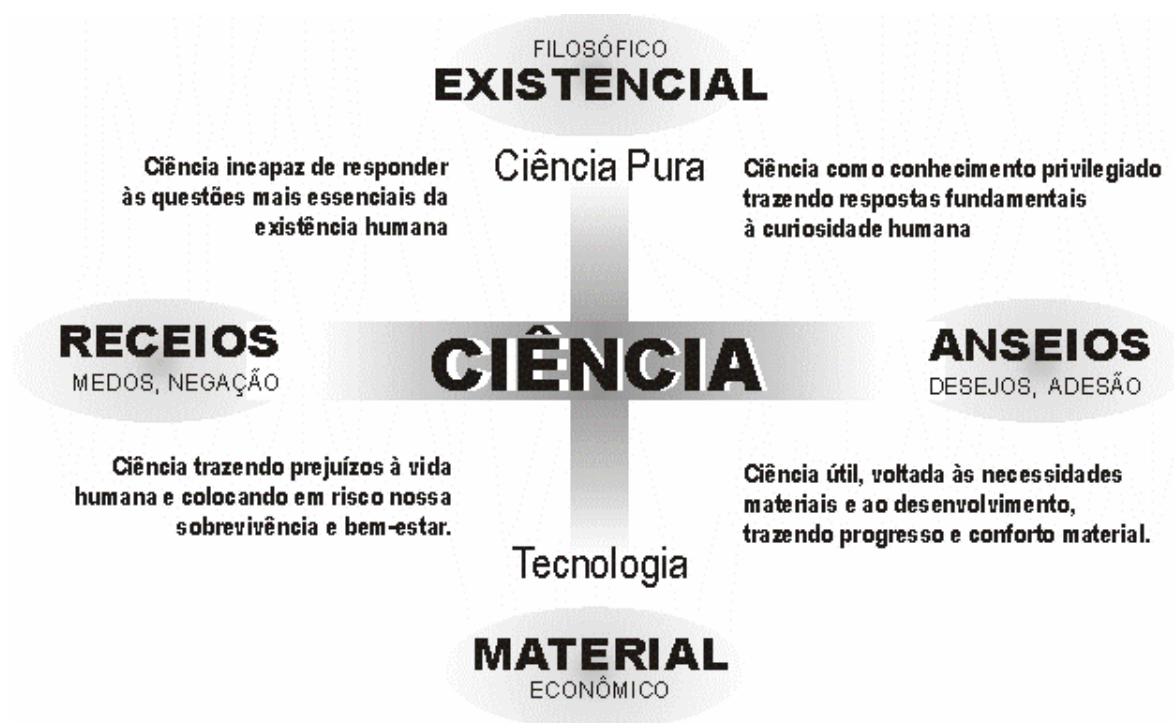 FILOSÓFICO
EXISTENCIAL
Ciência Pura
Ciência incapaz de responder
às questões mais essenciais da
existência humana
Ciência como conhecimento privilegiado
trazendo respostas fundamentais
à curiosidade humana
RECEIOS
MEDOS, NEGAÇÃO
CIÊNCIA
ANSEIOS
DESEJOS, ADESÃO
Ciência trazendo prejuízos à vida
humana e colocando em risco nossa
sobrevivência e bem-estar.
Ciência útil, voltada às necessidades
materiais e ao desenvolvimento,
trazendo progresso e conforto material.
Tecnologia
MATERIAL
ECONÔMICO